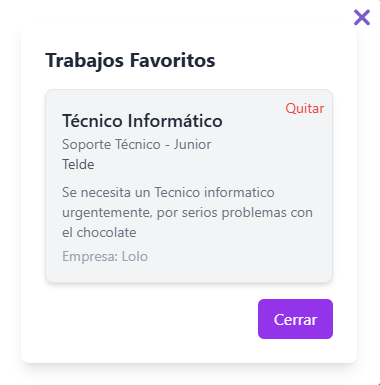 Trabajos Favoritos
Quitar
Técnico Informático
Soporte Técnico - Junior
Telde
Se necesita un Tecnico informatico
urgentemente, por serios problemas con
el chocolate
Empresa: Lolo
Cerrar